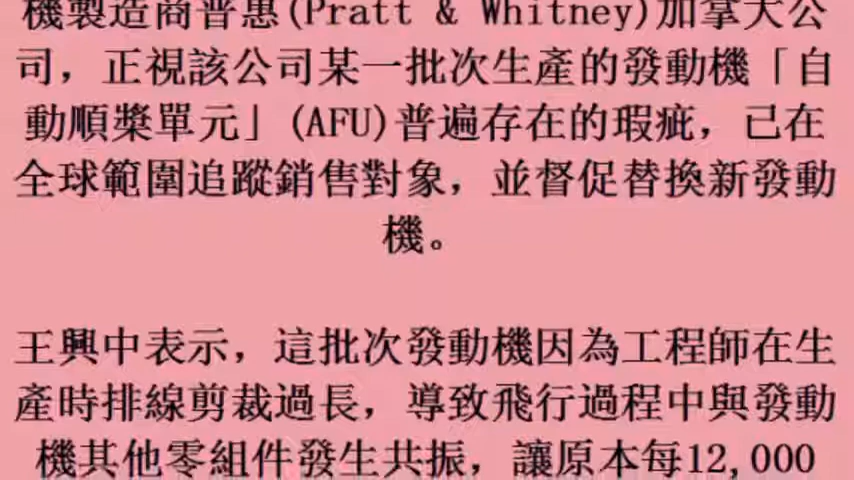 機製造商普惠(Pratt & Whitney)加拿大公
司，正視該公司某一批次生產的發動機「自
動順槳單元」(AFU)普遍存在的瑕疵，已在
全球範圍追蹤銷售對象，並督促替換新發動
機。
王興中表示，這批次發動機因為工程師在生
產時排線剪裁過長，導致飛行過程中與發動
機其他零組件發生共振，讓原本每12,000